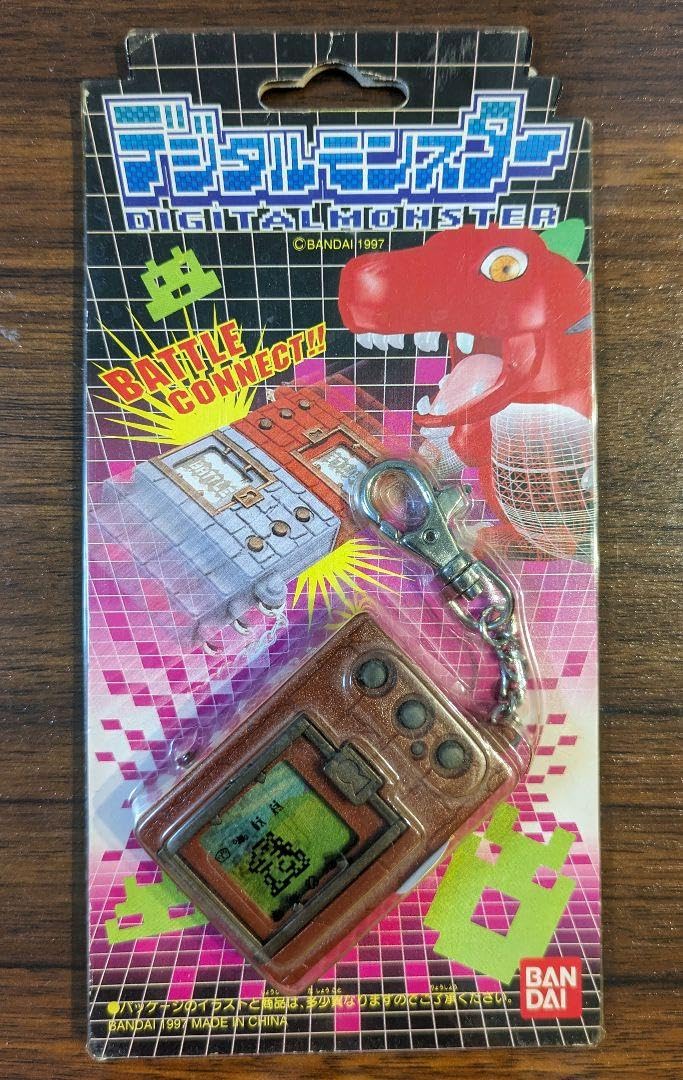 デジタルモンスター
DIGITALMONSTER
©BANDAI 1997
BATTLE
CONNECT!!
●パッケージのイラストと商品は、多少異なりますのでご了承ください。
BANDAI 1997 MADE IN CHINA
BAN
DAI